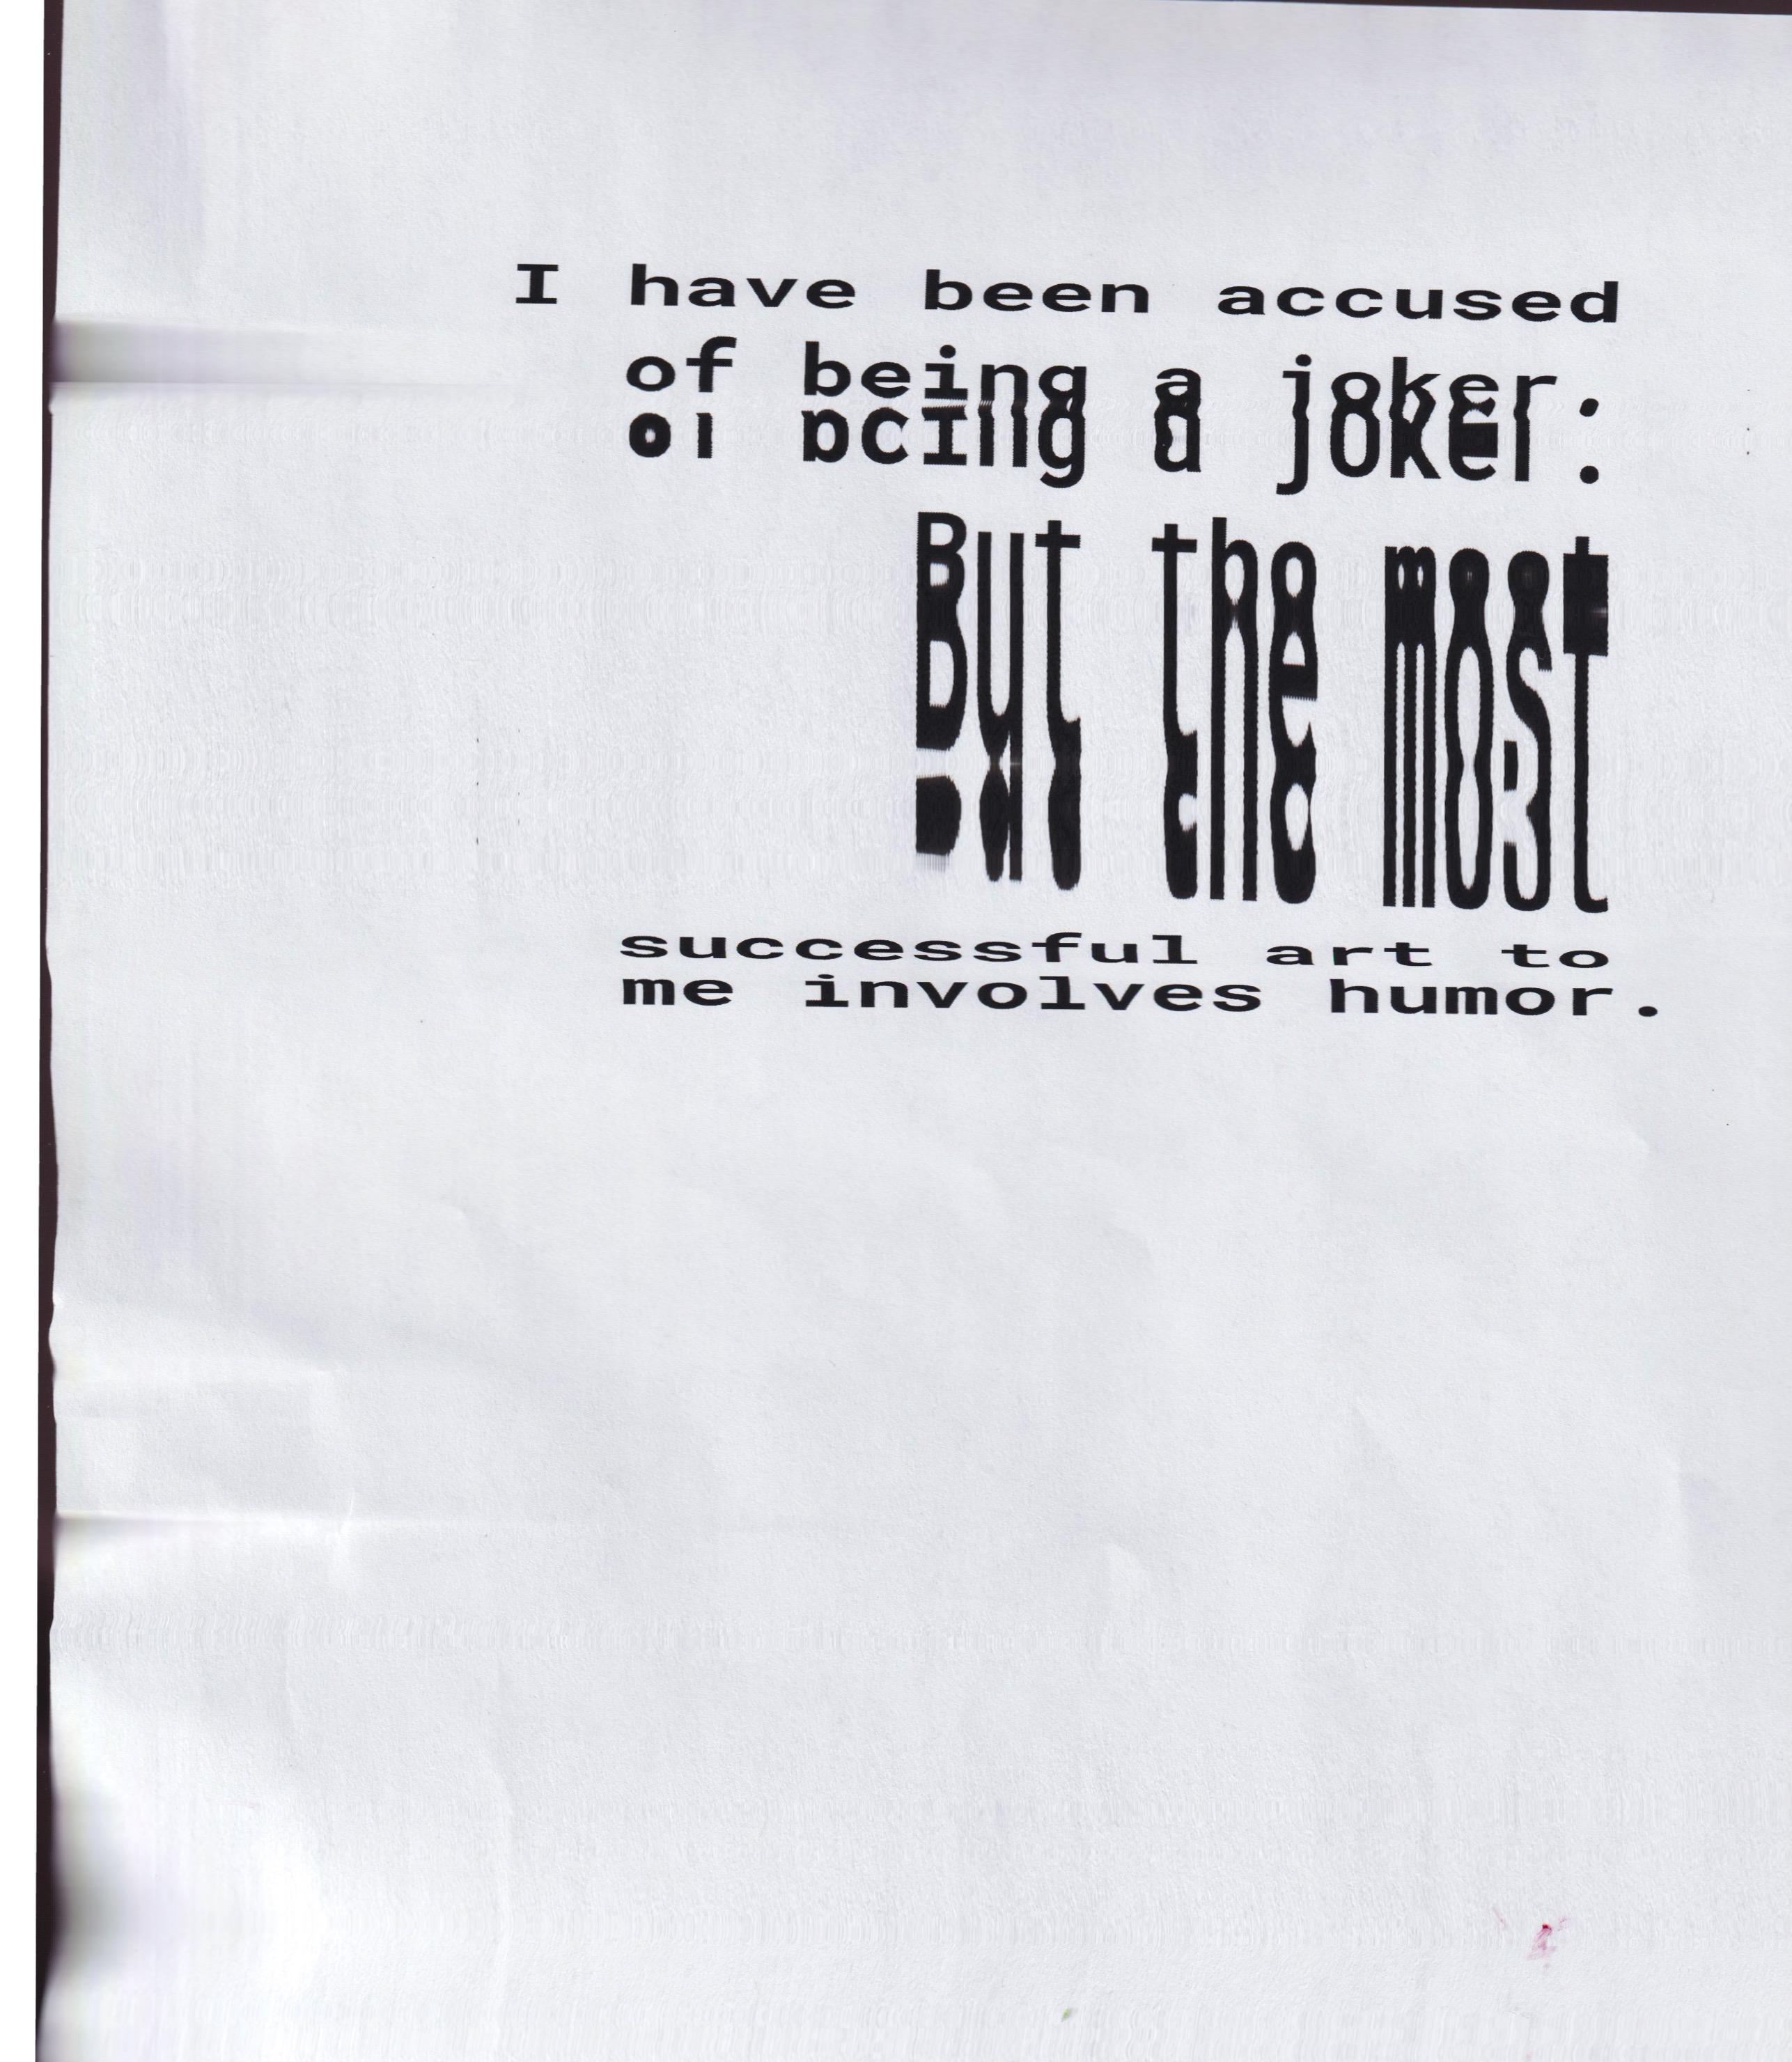 I have been accused
of being a joker:
But the most
successful art to
me involves humor.